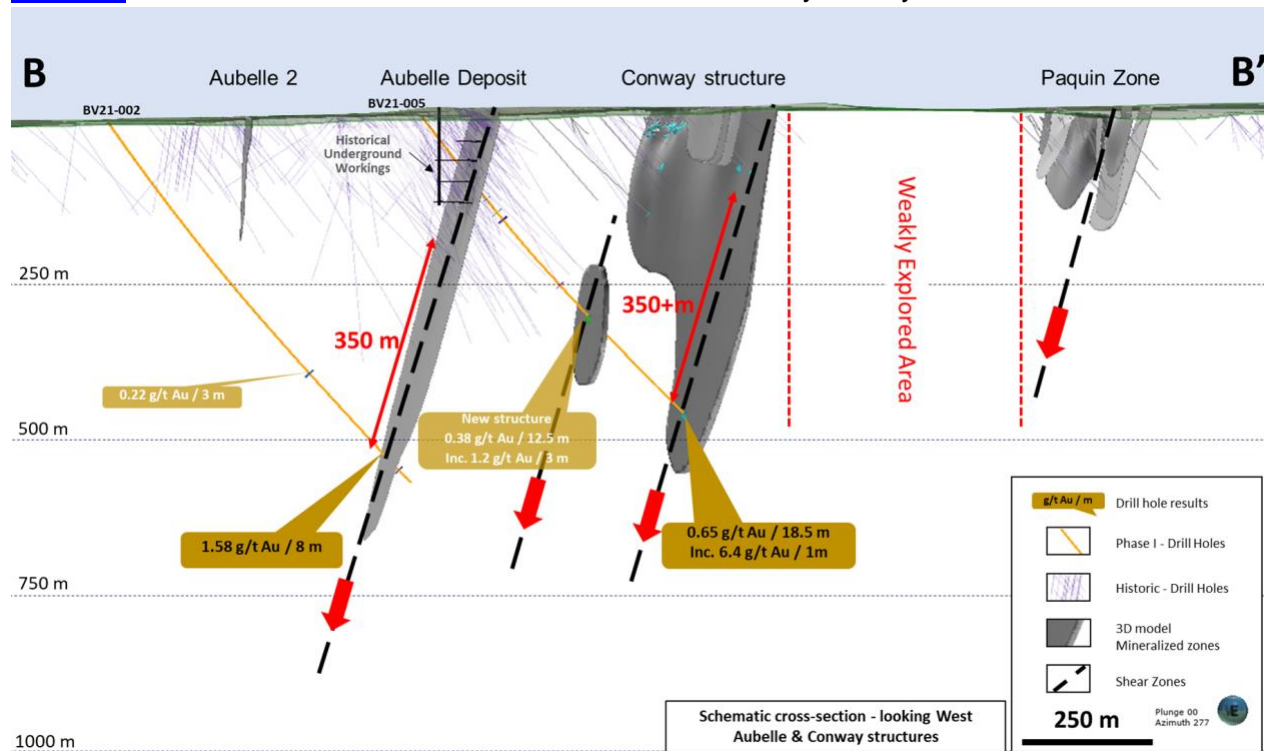 B
Aubelle 2
Aubelle Deposit
Conway structure
Paquin Zone
B’
BV21-002
BV21-005
Historical
Underground
Workings
Weakly Explored Area
250 m
350 m
350+m
0.22 g/t Au / 3 m
New structure
0.38 g/t Au / 12.5 m
Inc. 1.2 g/t Au / 3 m
500 m
1.58 g/t Au / 8 m
0.65 g/t Au / 18.5 m
Inc. 6.4 g/t Au / 1m
750 m
1000 m
g/t Au / m
Drill hole results
Phase I - Drill Holes
Historic - Drill Holes
3D model
Mineralized zones
Shear Zones
250 m
Plunge 00
Azimuth 277
E
Schematic cross-section - looking West
Aubelle & Conway structures